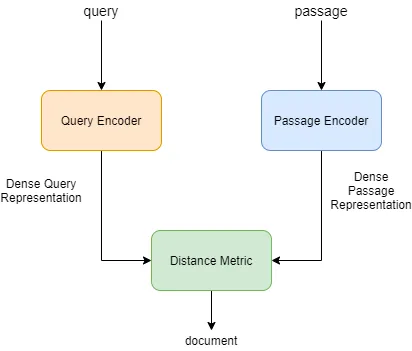 query
passage
Query Encoder
Passage Encoder
Dense Query
Representation
Dense
Passage
Representation
Distance Metric
document